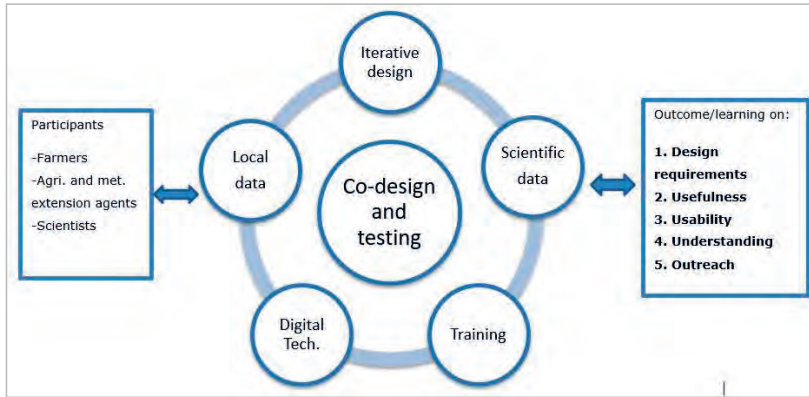 Participants
-Farmers
-Agri. and met.
extension agents
-Scientists
Iterative
design
Local
data
Scientific
data
Co-design
and
testing
Digital
Tech.
Training
Outcome/learning on:
1. Design
requirements
2. Usefulness
3. Usability
4. Understanding
5. Outreach